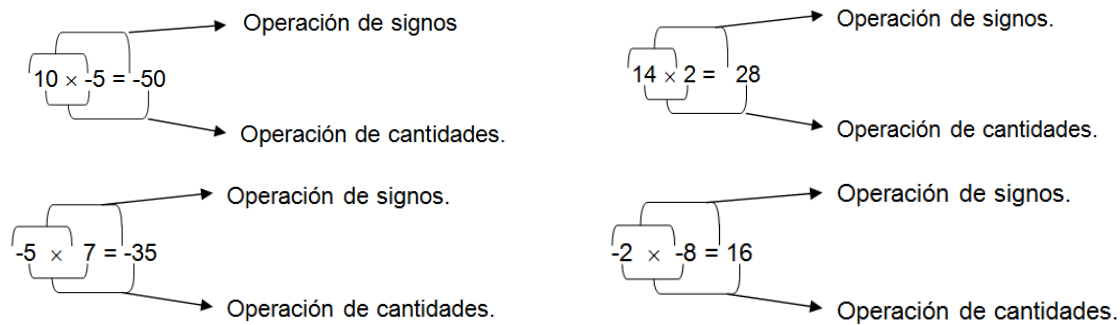 Operación de signos
10 × -5 = -50
Operación de cantidades.
Operación de signos.
14 × 2 = 28
Operación de cantidades.
Operación de signos.
-5 × 7 = -35
Operación de cantidades.
Operación de signos.
-2 × -8 = 16
Operación de cantidades.